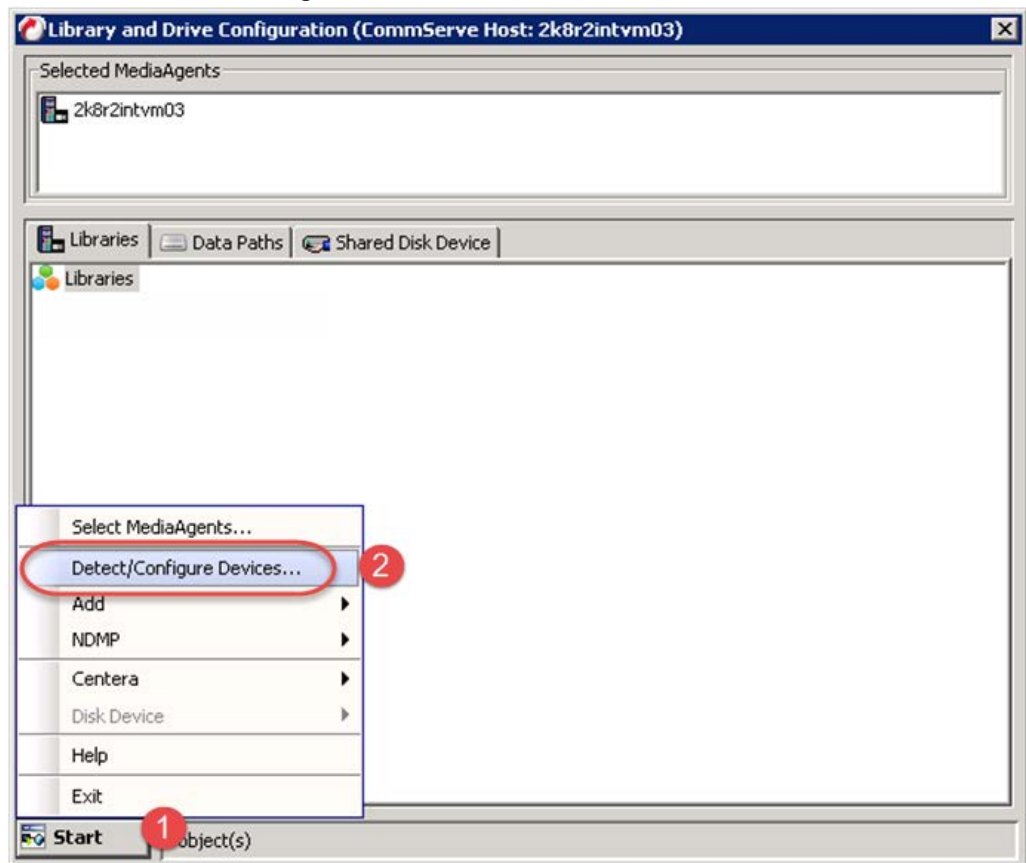 Library and Drive Configuration (CommServe Host: 2k8r2intvm03)
Selected MediaAgents
2k8r2intvm03
Libraries Data Paths Shared Disk Device
Libraries
Select MediaAgents...
Detect/Configure Devices... 2
Add
NDMP
Centera
Disk Device
Help
Exit
Start 1 object(s)